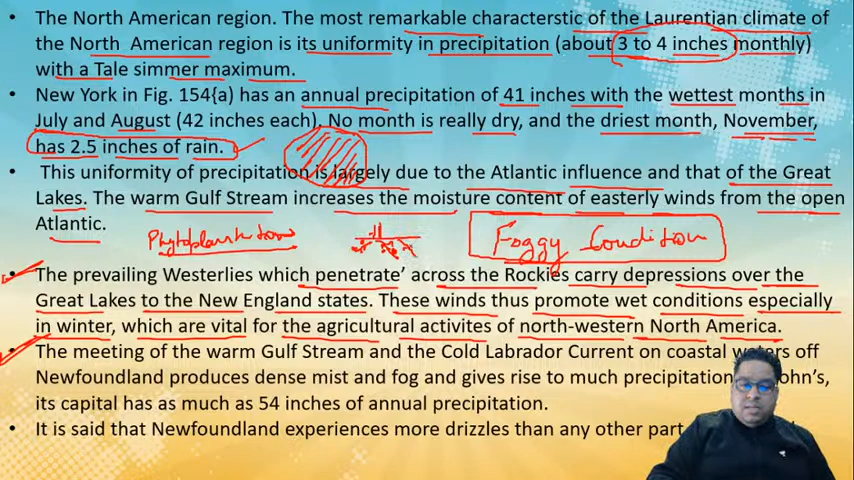 • The North American region. The most remarkable characterstic of the Laurentian climate of
the North American region is its uniformity in precipitation (about 3 to 4 inches monthly)
with a Tale simmer maximum.
• New York in Fig. 154{a) has an annual precipitation of 41 inches with the wettest months in
July and August (42 inches each). No month is really dry, and the driest month, November,
has 2.5 inches of rain.
• This uniformity of precipitation is largely due to the Atlantic influence and that of the Great
Lakes. The warm Gulf Stream increases the moisture content of easterly winds from the open
Atlantic.
Foggy Condition
• The prevailing Westerlies which penetrate' across the Rockies carry depressions over the
Great Lakes to the New England states. These winds thus promote wet conditions especially
in winter, which are vital for the agricultural activites of north-western North America.
• The meeting of the warm Gulf Stream and the Cold Labrador Current on coastal waters off
Newfoundland produces dense mist and fog and gives rise to much precipitation
its capital has as much as 54 inches of annual precipitation.
• It is said that Newfoundland experiences more drizzles than any other part